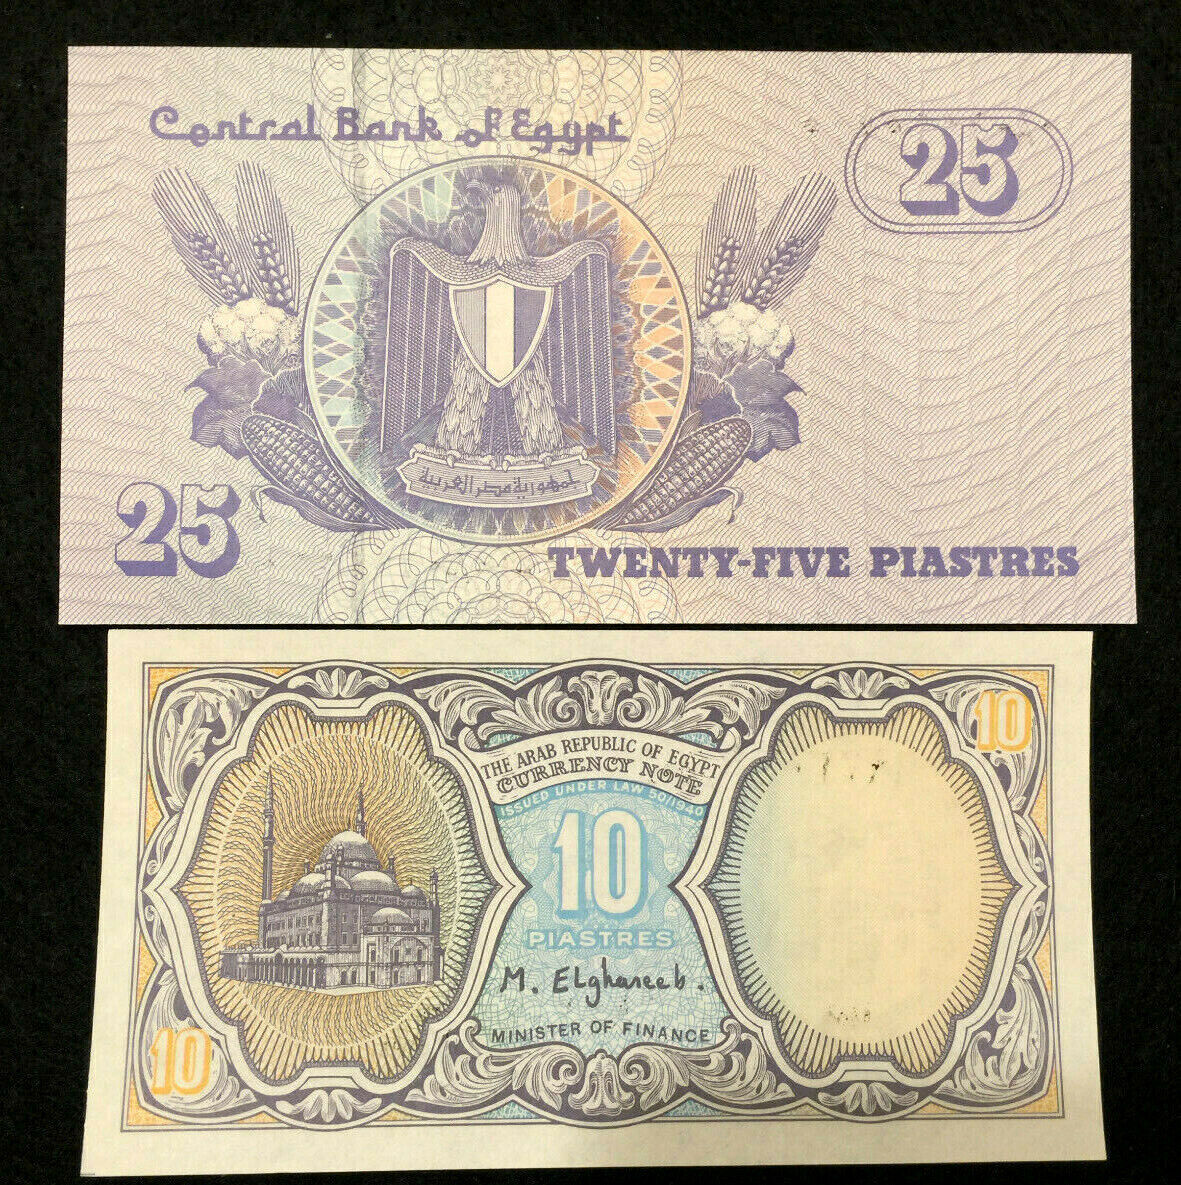 Central Bank of Egypt
25
جمهورية مصر العربية
25
TWENTY-FIVE PIASTRES
10
THE ARAB REPUBLIC OF EGYPT
CURRENCY NOTE
ISSUED UNDER LAW 50/1940
10
PIASTRES
M. Elghareeb.
MINISTER OF FINANCE
10